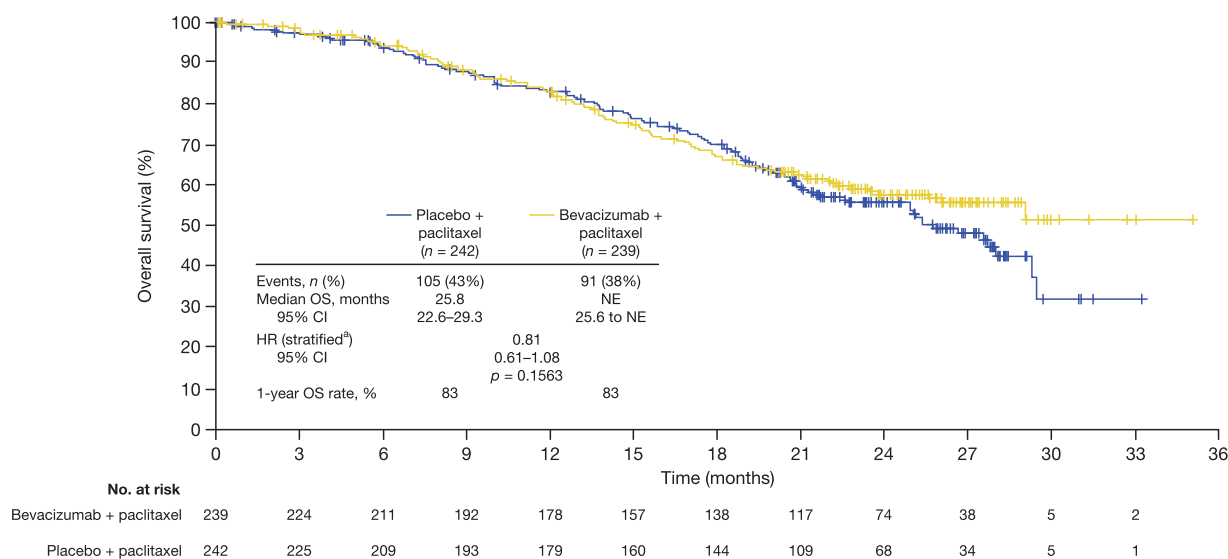 100
90
80
70
60
50
40
30
20
10
0
Overall survival (%)
Placebo + paclitaxel (n = 242)
Bevacizumab + paclitaxel (n = 239)
Events, n (%) 105 (43%) 91 (38%)
Median OS, months 25.8 NE
95% CI 22.6–29.3 25.6 to NE
HR (stratifiedᵃ) 0.81
95% CI 0.61–1.08
p = 0.1563
1-year OS rate, % 83 83
0 3 6 9 12 15 18 21 24 27 30 33 36
Time (months)
No. at risk
Bevacizumab + paclitaxel 239 224 211 192 178 157 138 117 74 38 5 2
Placebo + paclitaxel 242 225 209 193 179 160 144 109 68 34 5 1